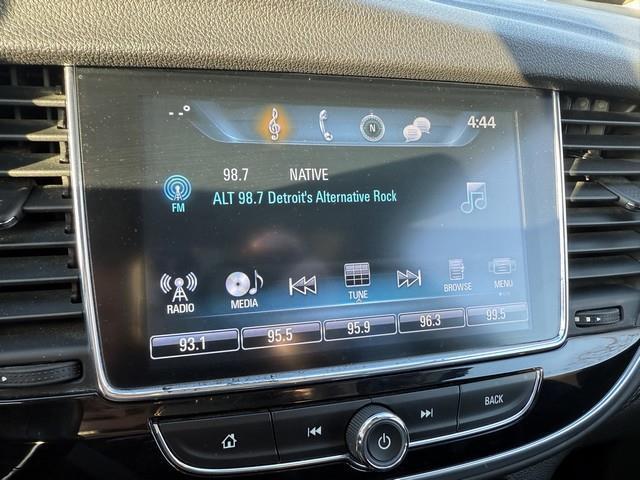 --° N 4:44
98.7 NATIVE
ALT 98.7 Detroit's Alternative Rock
FM
RADIO MEDIA TUNE BROWSE MENU
93.1 95.5 95.9 96.3 99.5
BACK